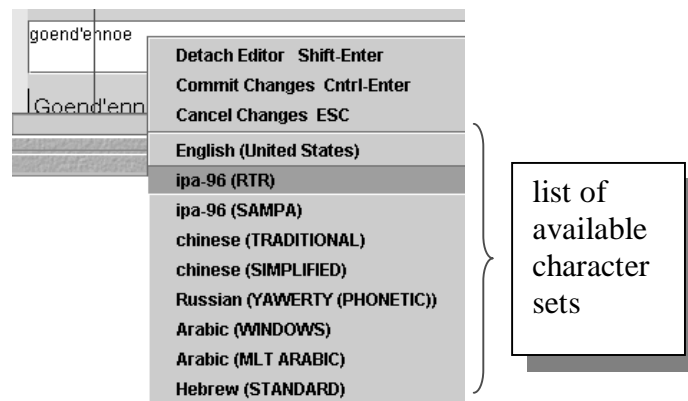 goend'ennoe
Goend'enn
Detach Editor Shift-Enter
Commit Changes Cntrl-Enter
Cancel Changes ESC
English (United States)
ipa-96 (RTR)
ipa-96 (SAMPA)
chinese (TRADITIONAL)
chinese (SIMPLIFIED)
Russian (YAWERTY (PHONETIC))
Arabic (WINDOWS)
Arabic (MLT ARABIC)
Hebrew (STANDARD)
list of
available
character
sets